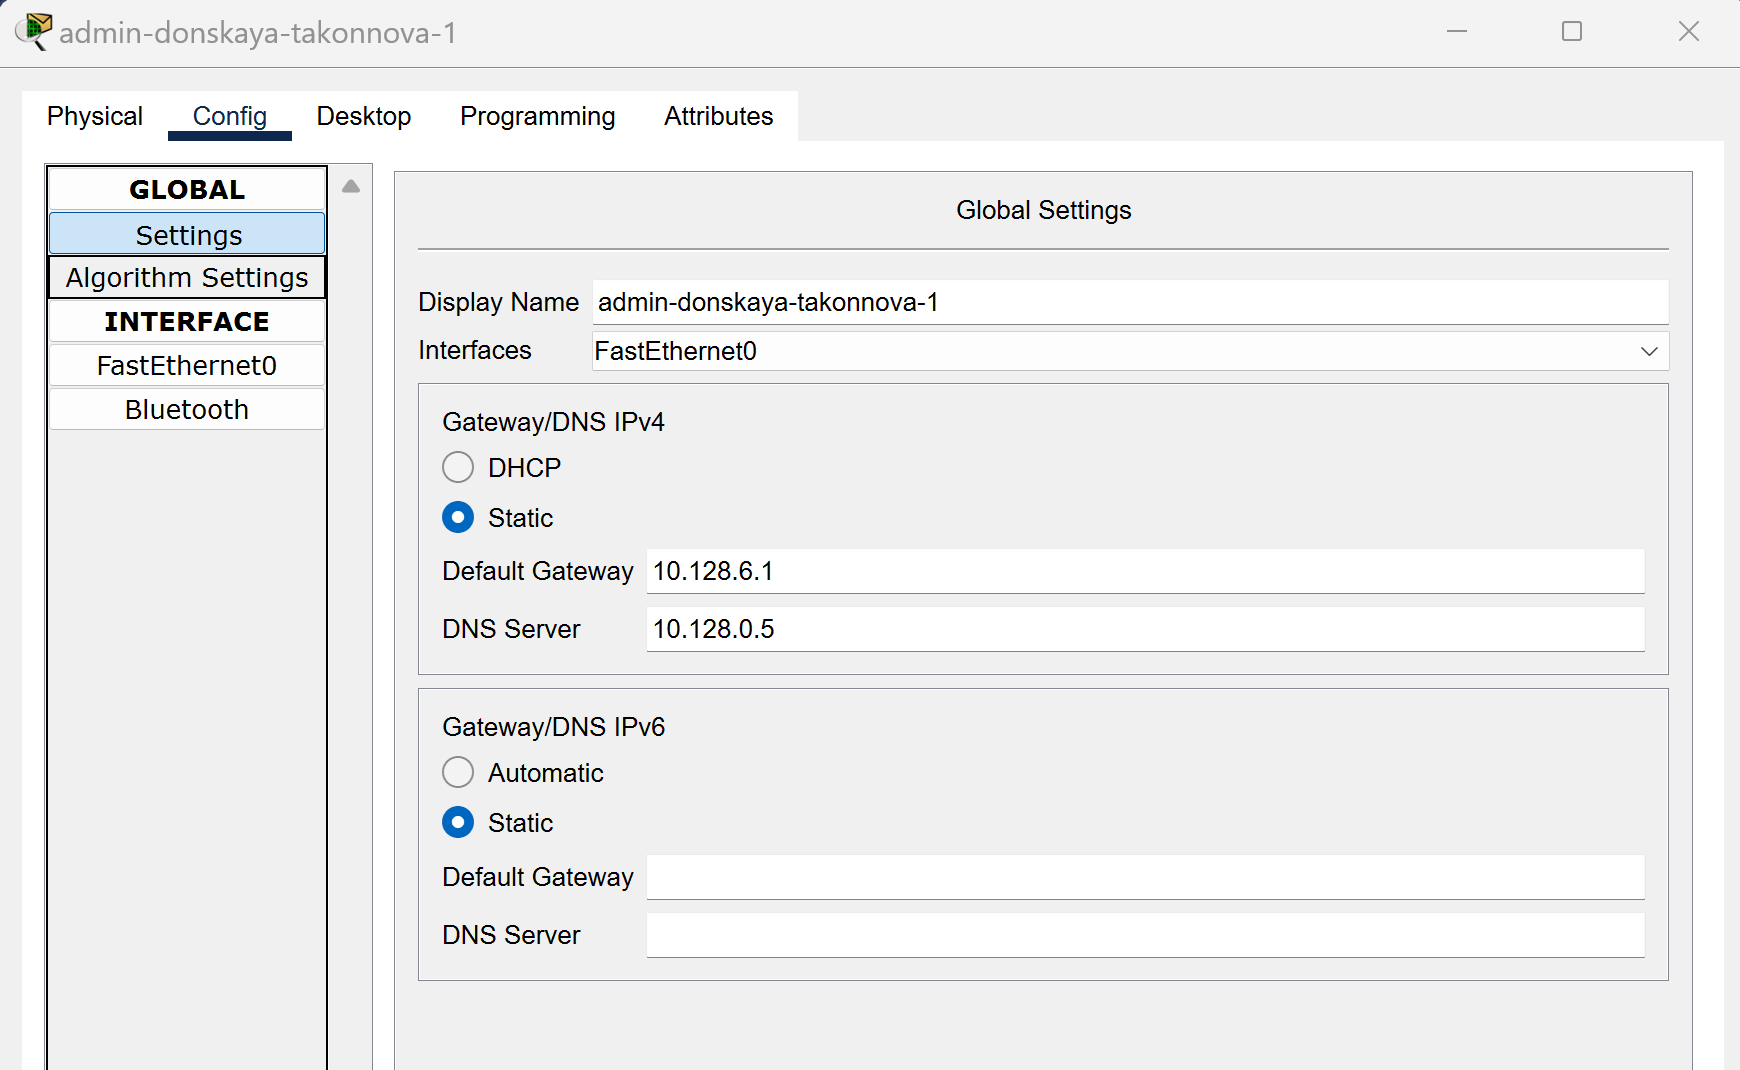 admin-donskaya-takonnova-1
Physical Config Desktop Programming Attributes
GLOBAL
Settings
Algorithm Settings
INTERFACE
FastEthernet0
Bluetooth
Global Settings
Display Name admin-donskaya-takonnova-1
Interfaces FastEthernet0
Gateway/DNS IPv4
DHCP
Static
Default Gateway 10.128.6.1
DNS Server 10.128.0.5
Gateway/DNS IPv6
Automatic
Static
Default Gateway
DNS Server